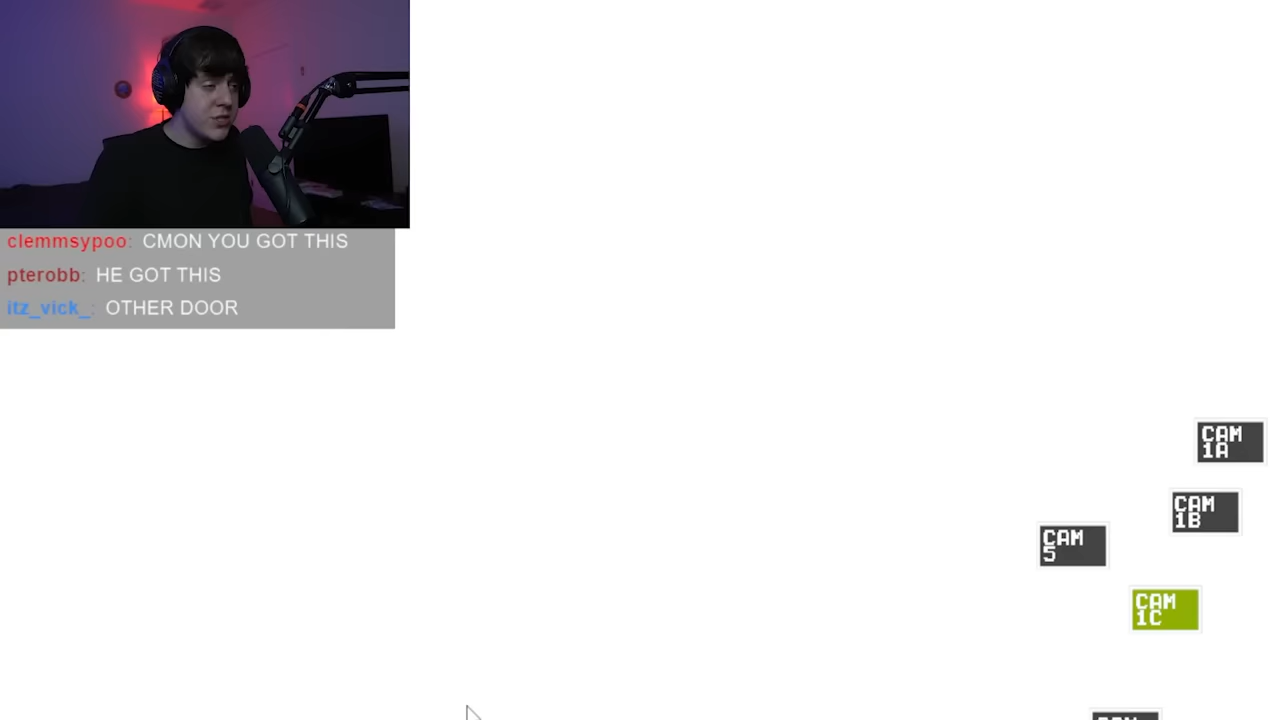 clemmsypoo: CMON YOU GOT THIS
pterobb: HE GOT THIS
itz_vick_: OTHER DOOR
CAM
1A
CAM
1B
CAM
5
CAM
1C